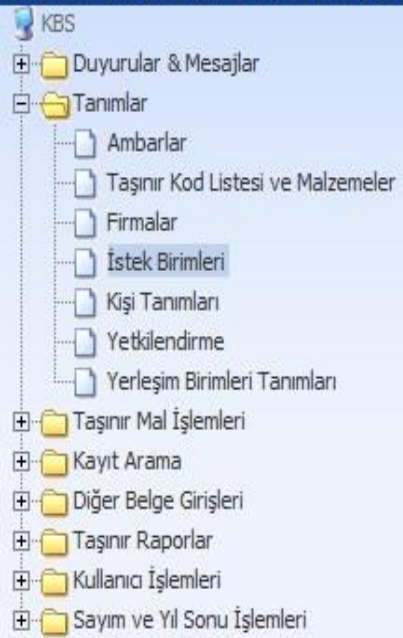 KBS
Duyurular & Mesajlar
Tanımlar
Ambarlar
Taşınır Kod Listesi ve Malzemeler
Firmalar
İstek Birimleri
Kişi Tanımları
Yetkilendirme
Yerleşim Birimleri Tanımları
Taşınır Mal İşlemleri
Kayıt Arama
Diğer Belge Girişleri
Taşınır Raporlar
Kullanıcı İşlemleri
Sayım ve Yıl Sonu İşlemleri